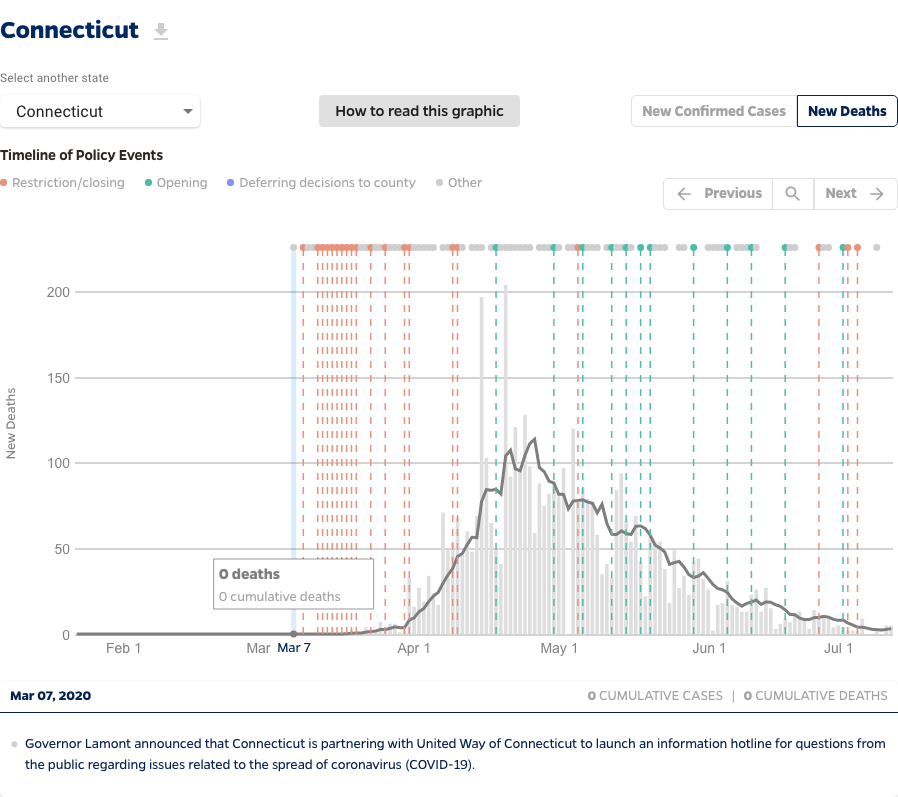 Connecticut
Select another state
Connecticut
How to read this graphic
New Confirmed Cases
New Deaths
Timeline of Policy Events
Restriction/closing
Opening
Deferring decisions to county
Other
Previous
Next
200
150
100
50
0
New Deaths
0 deaths
0 cumulative deaths
Feb 1
Mar
Mar 7
Apr 1
May 1
Jun 1
Jul 1
Mar 07, 2020
0 CUMULATIVE CASES | 0 CUMULATIVE DEATHS
Governor Lamont announced that Connecticut is partnering with United Way of Connecticut to launch an information hotline for questions from
the public regarding issues related to the spread of coronavirus (COVID-19).